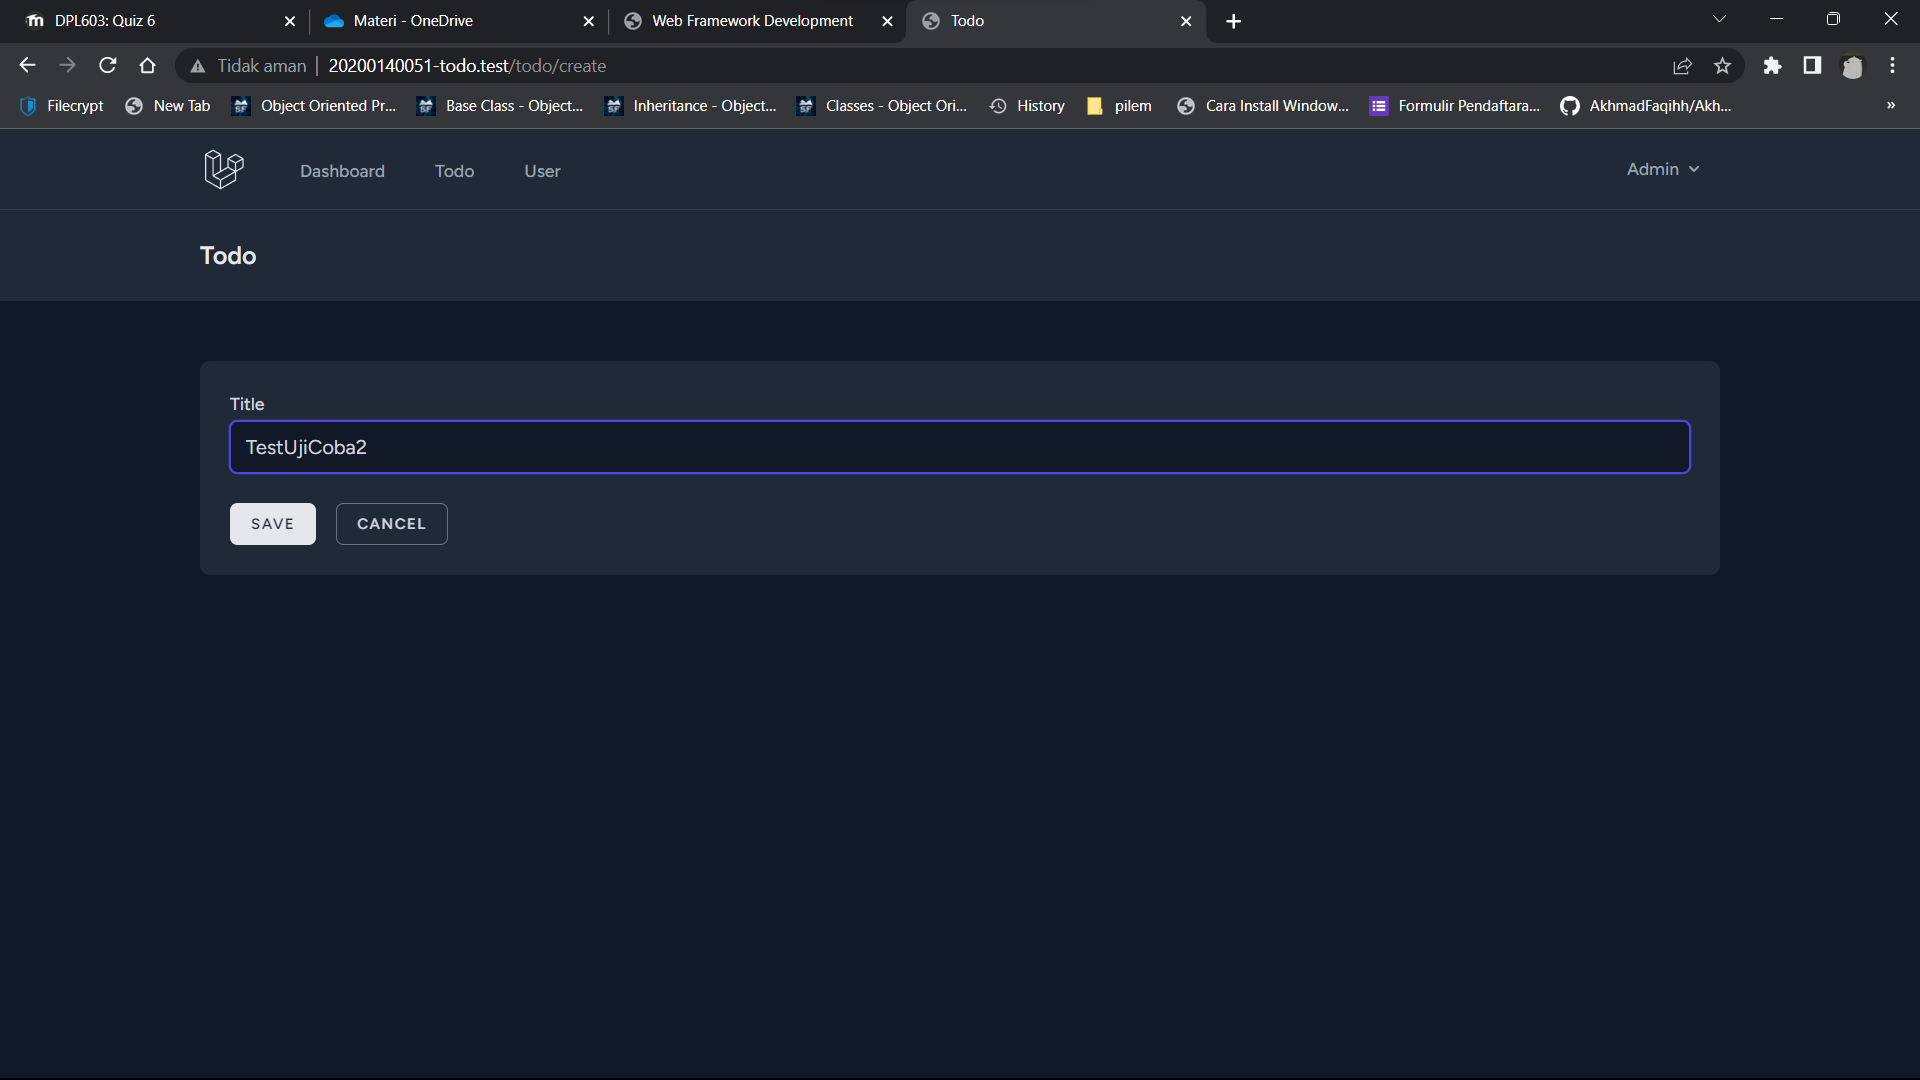 DPL603: Quiz 6
Materi - OneDrive
Web Framework Development
Todo
Tidak aman
20200140051-todo.test/todo/create
Filecrypt
New Tab
Object Oriented Pr...
Base Class - Object...
Inheritance - Object...
Classes - Object Ori...
History
pilem
Cara Install Window...
Formulir Pendaftara...
AkhmadFaqihh/Akh...
»
Dashboard
Todo
User
Admin
Todo
Title
TestUjiCoba2
SAVE
CANCEL